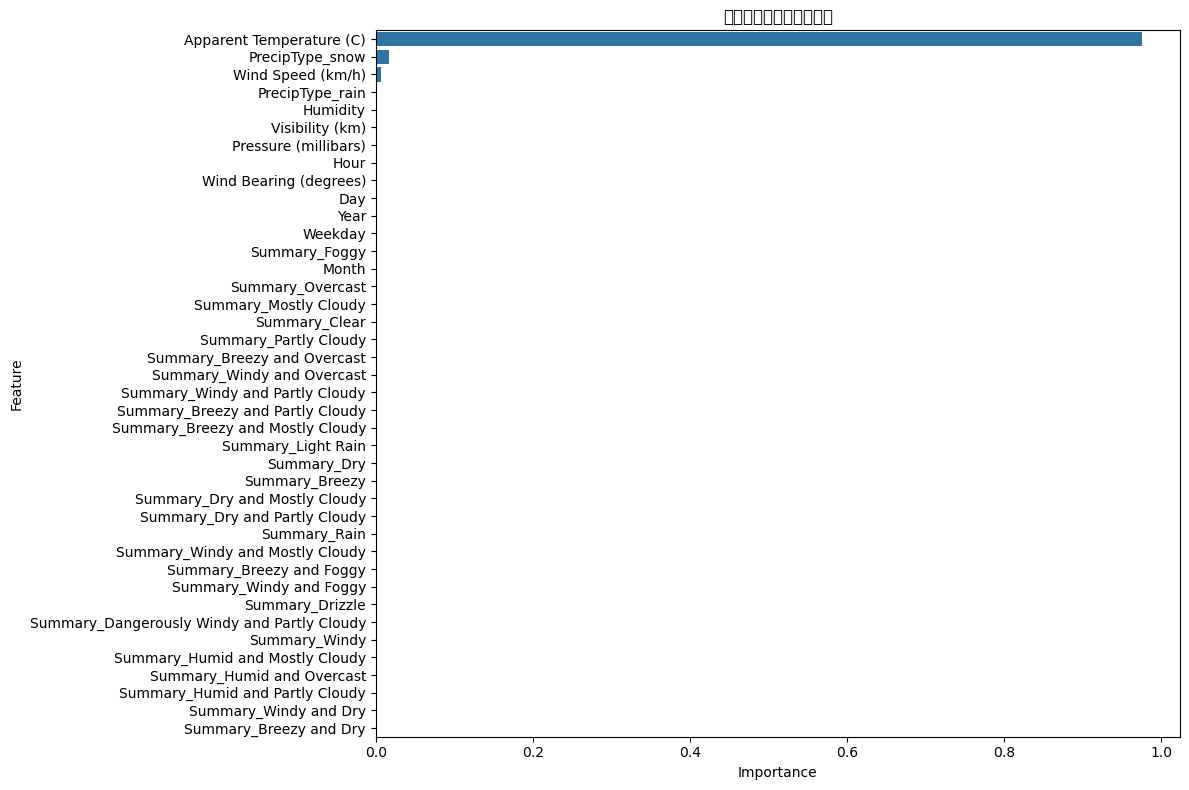 Apparent Temperature (C)
PrecipType_snow
Wind Speed (km/h)
PrecipType_rain
Humidity
Visibility (km)
Pressure (millibars)
Hour
Wind Bearing (degrees)
Day
Year
Weekday
Summary_Foggy
Month
Summary_Overcast
Summary_Mostly Cloudy
Summary_Clear
Summary_Partly Cloudy
Summary_Breezy and Overcast
Summary_Windy and Overcast
Summary_Windy and Partly Cloudy
Summary_Breezy and Partly Cloudy
Summary_Breezy and Mostly Cloudy
Summary_Light Rain
Summary_Dry
Summary_Breezy
Summary_Dry and Mostly Cloudy
Summary_Dry and Partly Cloudy
Summary_Rain
Summary_Windy and Mostly Cloudy
Summary_Breezy and Foggy
Summary_Windy and Foggy
Summary_Drizzle
Summary_Dangerously Windy and Partly Cloudy
Summary_Windy
Summary_Humid and Mostly Cloudy
Summary_Humid and Overcast
Summary_Humid and Partly Cloudy
Summary_Windy and Dry
Summary_Breezy and Dry
Feature
0.0 0.2 0.4 0.6 0.8 1.0
Importance